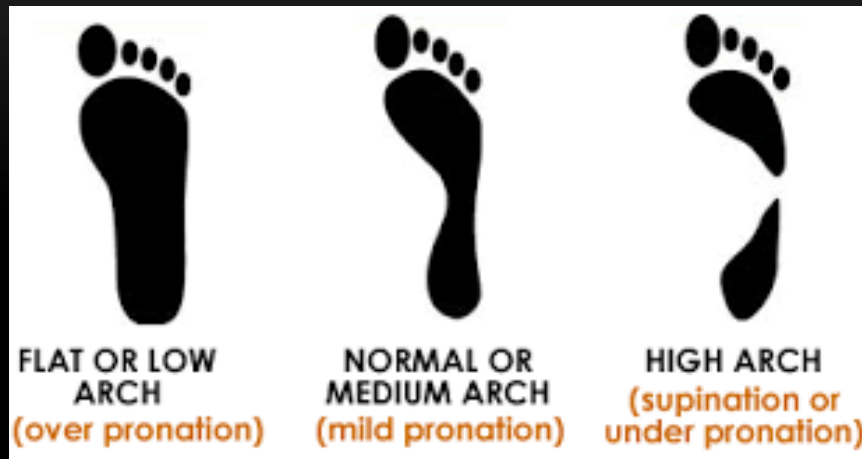 FLAT OR LOW
ARCH
(over pronation)
NORMAL OR
MEDIUM ARCH
(mild pronation)
HIGH ARCH
(supination or
under pronation)